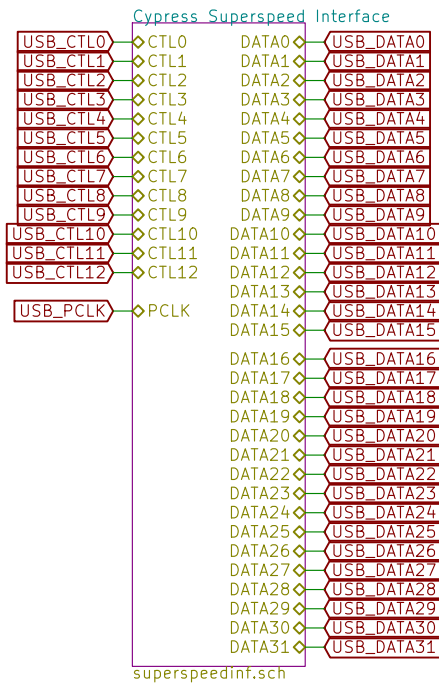 Cypress Superspeed Interface
USB_CTL0 CTL0 DATA0 USB_DATA0
USB_CTL1 CTL1 DATA1 USB_DATA1
USB_CTL2 CTL2 DATA2 USB_DATA2
USB_CTL3 CTL3 DATA3 USB_DATA3
USB_CTL4 CTL4 DATA4 USB_DATA4
USB_CTL5 CTL5 DATA5 USB_DATA5
USB_CTL6 CTL6 DATA6 USB_DATA6
USB_CTL7 CTL7 DATA7 USB_DATA7
USB_CTL8 CTL8 DATA8 USB_DATA8
USB_CTL9 CTL9 DATA9 USB_DATA9
USB_CTL10 CTL10 DATA10 USB_DATA10
USB_CTL11 CTL11 DATA11 USB_DATA11
USB_CTL12 CTL12 DATA12 USB_DATA12
DATA13 USB_DATA13
USB_PCLK PCLK DATA14 USB_DATA14
DATA15 USB_DATA15
DATA16 USB_DATA16
DATA17 USB_DATA17
DATA18 USB_DATA18
DATA19 USB_DATA19
DATA20 USB_DATA20
DATA21 USB_DATA21
DATA22 USB_DATA22
DATA23 USB_DATA23
DATA24 USB_DATA24
DATA25 USB_DATA25
DATA26 USB_DATA26
DATA27 USB_DATA27
DATA28 USB_DATA28
DATA29 USB_DATA29
DATA30 USB_DATA30
DATA31 USB_DATA31
superspeedinf.sch